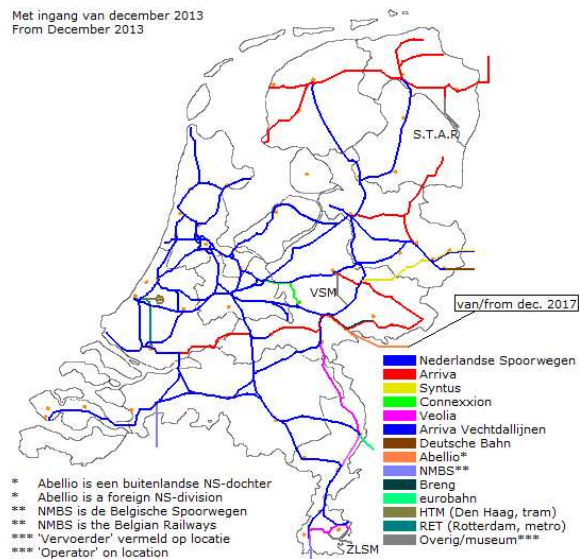 Met ingang van december 2013
From December 2013
S.T.A.R
VSM
van/from dec. 2017
Nederlandse Spoorwegen
Arriva
Syntus
Connexxion
Veolia
Arriva Vechtdallijnen
Deutsche Bahn
Abellio*
NMBS**
Breng
eurobahn
HTM (Den Haag, tram)
RET (Rotterdam, metro)
Overig/museum***
* Abellio is een buitenlandse NS-dochter
* Abellio is a foreign NS-division
** NMBS is de Belgische Spoorwegen
** NMBS is the Belgian Railways
*** 'Vervoerder' vermeld op locatie
*** 'Operator' on location
ZLSM